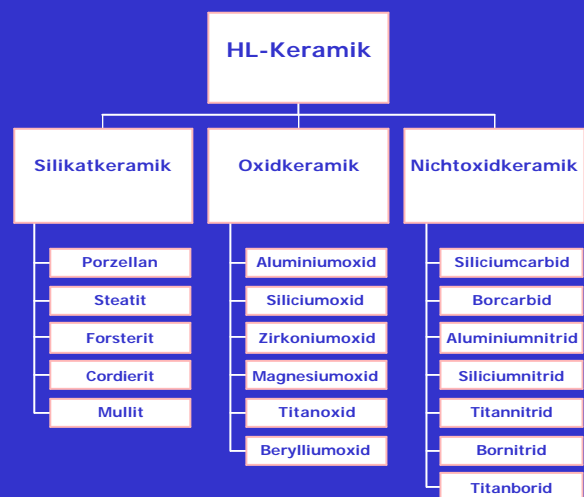 HL-Keramik
Silikatkeramik
Oxidkeramik
Nichtoxidkeramik
Porzellan
Steatit
Forsterit
Cordierit
Mullit
Aluminiumoxid
Siliciumoxid
Zirkoniumoxid
Magnesiumoxid
Titanoxid
Berylliumoxid
Siliciumcarbid
Borcarbid
Aluminiumnitrid
Siliciumnitrid
Titannitrid
Bornitrid
Titanborid